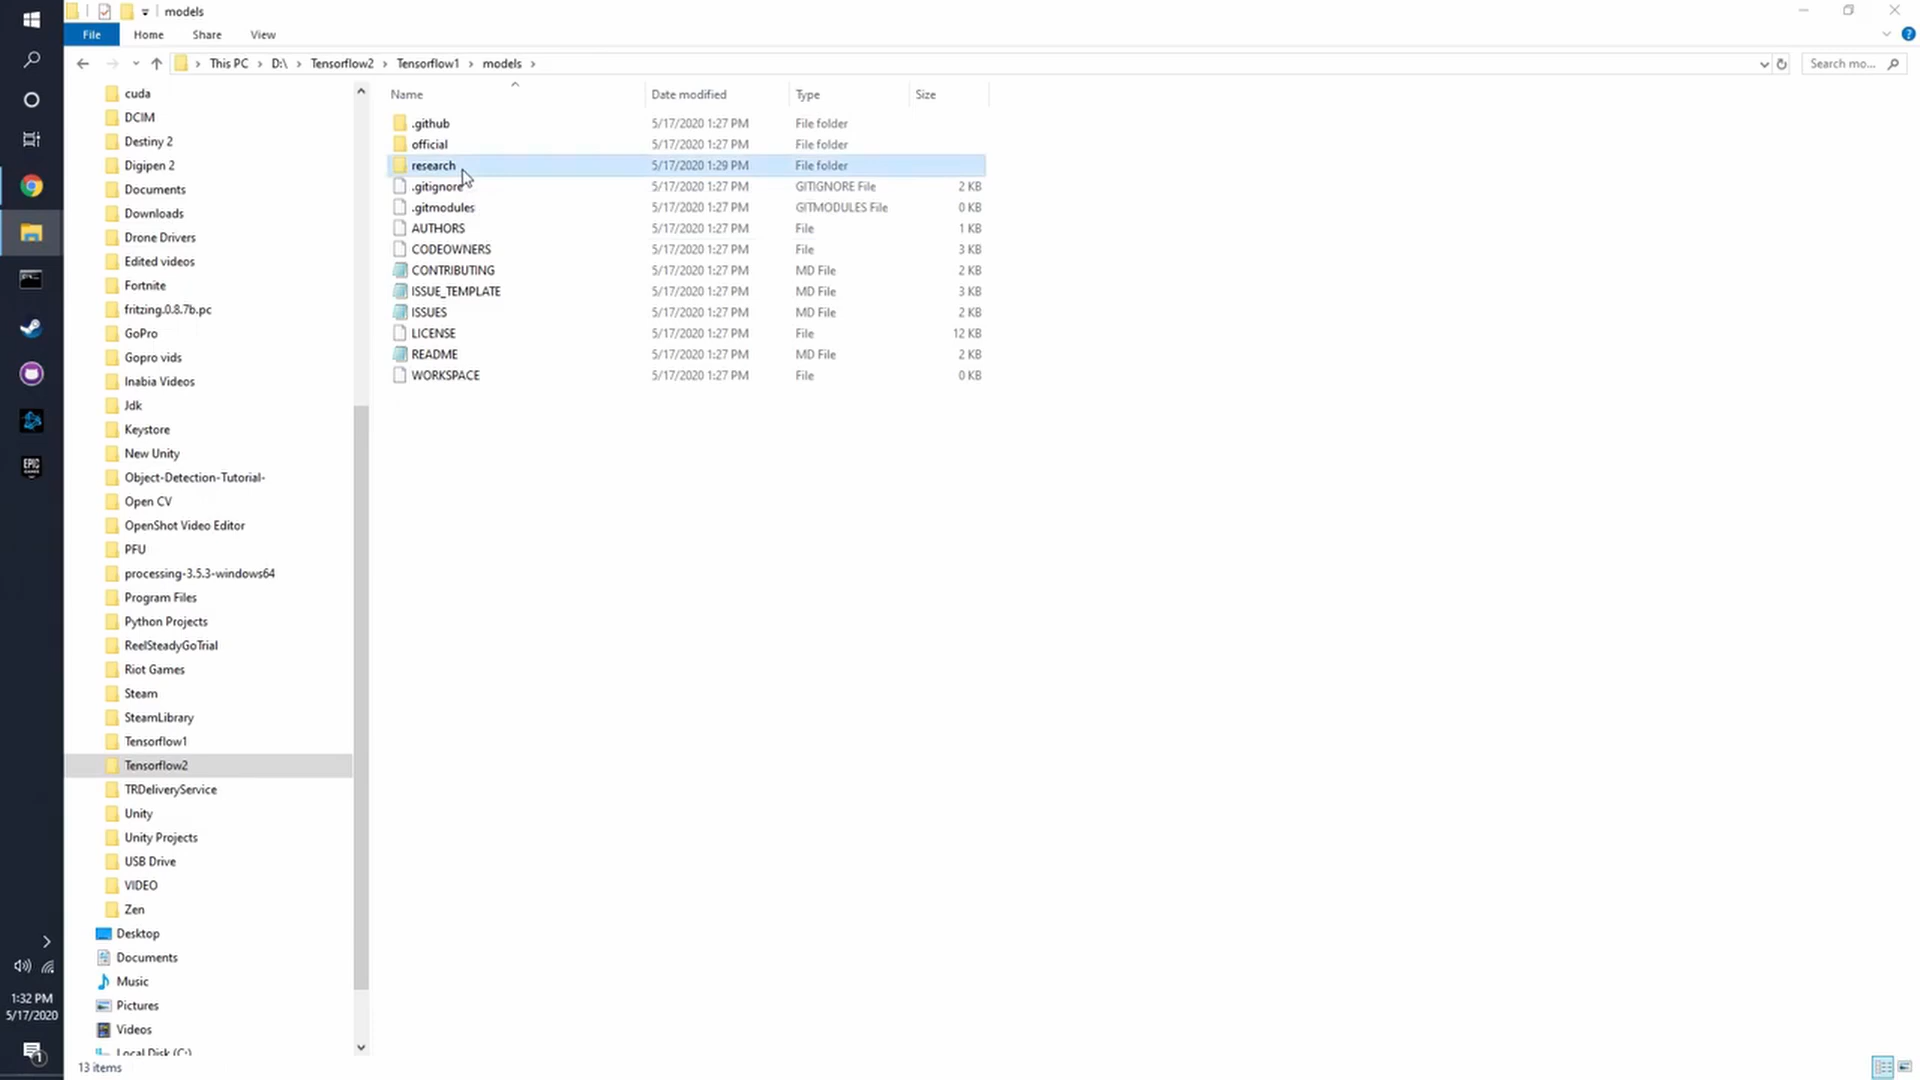 models
File Home Share View
This PC > D:\ > Tensorflow2 > Tensorflow1 > models >
Search mo...
Name Date modified Type Size
.github 5/17/2020 1:27 PM File folder
official 5/17/2020 1:27 PM File folder
research 5/17/2020 1:29 PM File folder
.gitignore 5/17/2020 1:27 PM GITIGNORE File 2 KB
.gitmodules 5/17/2020 1:27 PM GITMODULES File 0 KB
AUTHORS 5/17/2020 1:27 PM File 1 KB
CODEOWNERS 5/17/2020 1:27 PM File 3 KB
CONTRIBUTING 5/17/2020 1:27 PM MD File 2 KB
ISSUE_TEMPLATE 5/17/2020 1:27 PM MD File 3 KB
ISSUES 5/17/2020 1:27 PM MD File 2 KB
LICENSE 5/17/2020 1:27 PM File 12 KB
README 5/17/2020 1:27 PM MD File 2 KB
WORKSPACE 5/17/2020 1:27 PM File 0 KB
cuda
DCIM
Destiny 2
Digipen 2
Documents
Downloads
Drone Drivers
Edited videos
Fortnite
fritzing.0.8.7b.pc
GoPro
Gopro vids
Inabia Videos
Jdk
Keystore
New Unity
Object-Detection-Tutorial-
Open CV
OpenShot Video Editor
PFU
processing-3.5.3-windows64
Program Files
Python Projects
ReelSteadyGoTrial
Riot Games
Steam
SteamLibrary
Tensorflow1
Tensorflow2
TRDeliveryService
Unity
Unity Projects
USB Drive
VIDEO
Zen
Desktop
Documents
Music
Pictures
Videos
Local Disk (C:)
13 items
EPIC
GAMES
1:32 PM
5/17/2020
1